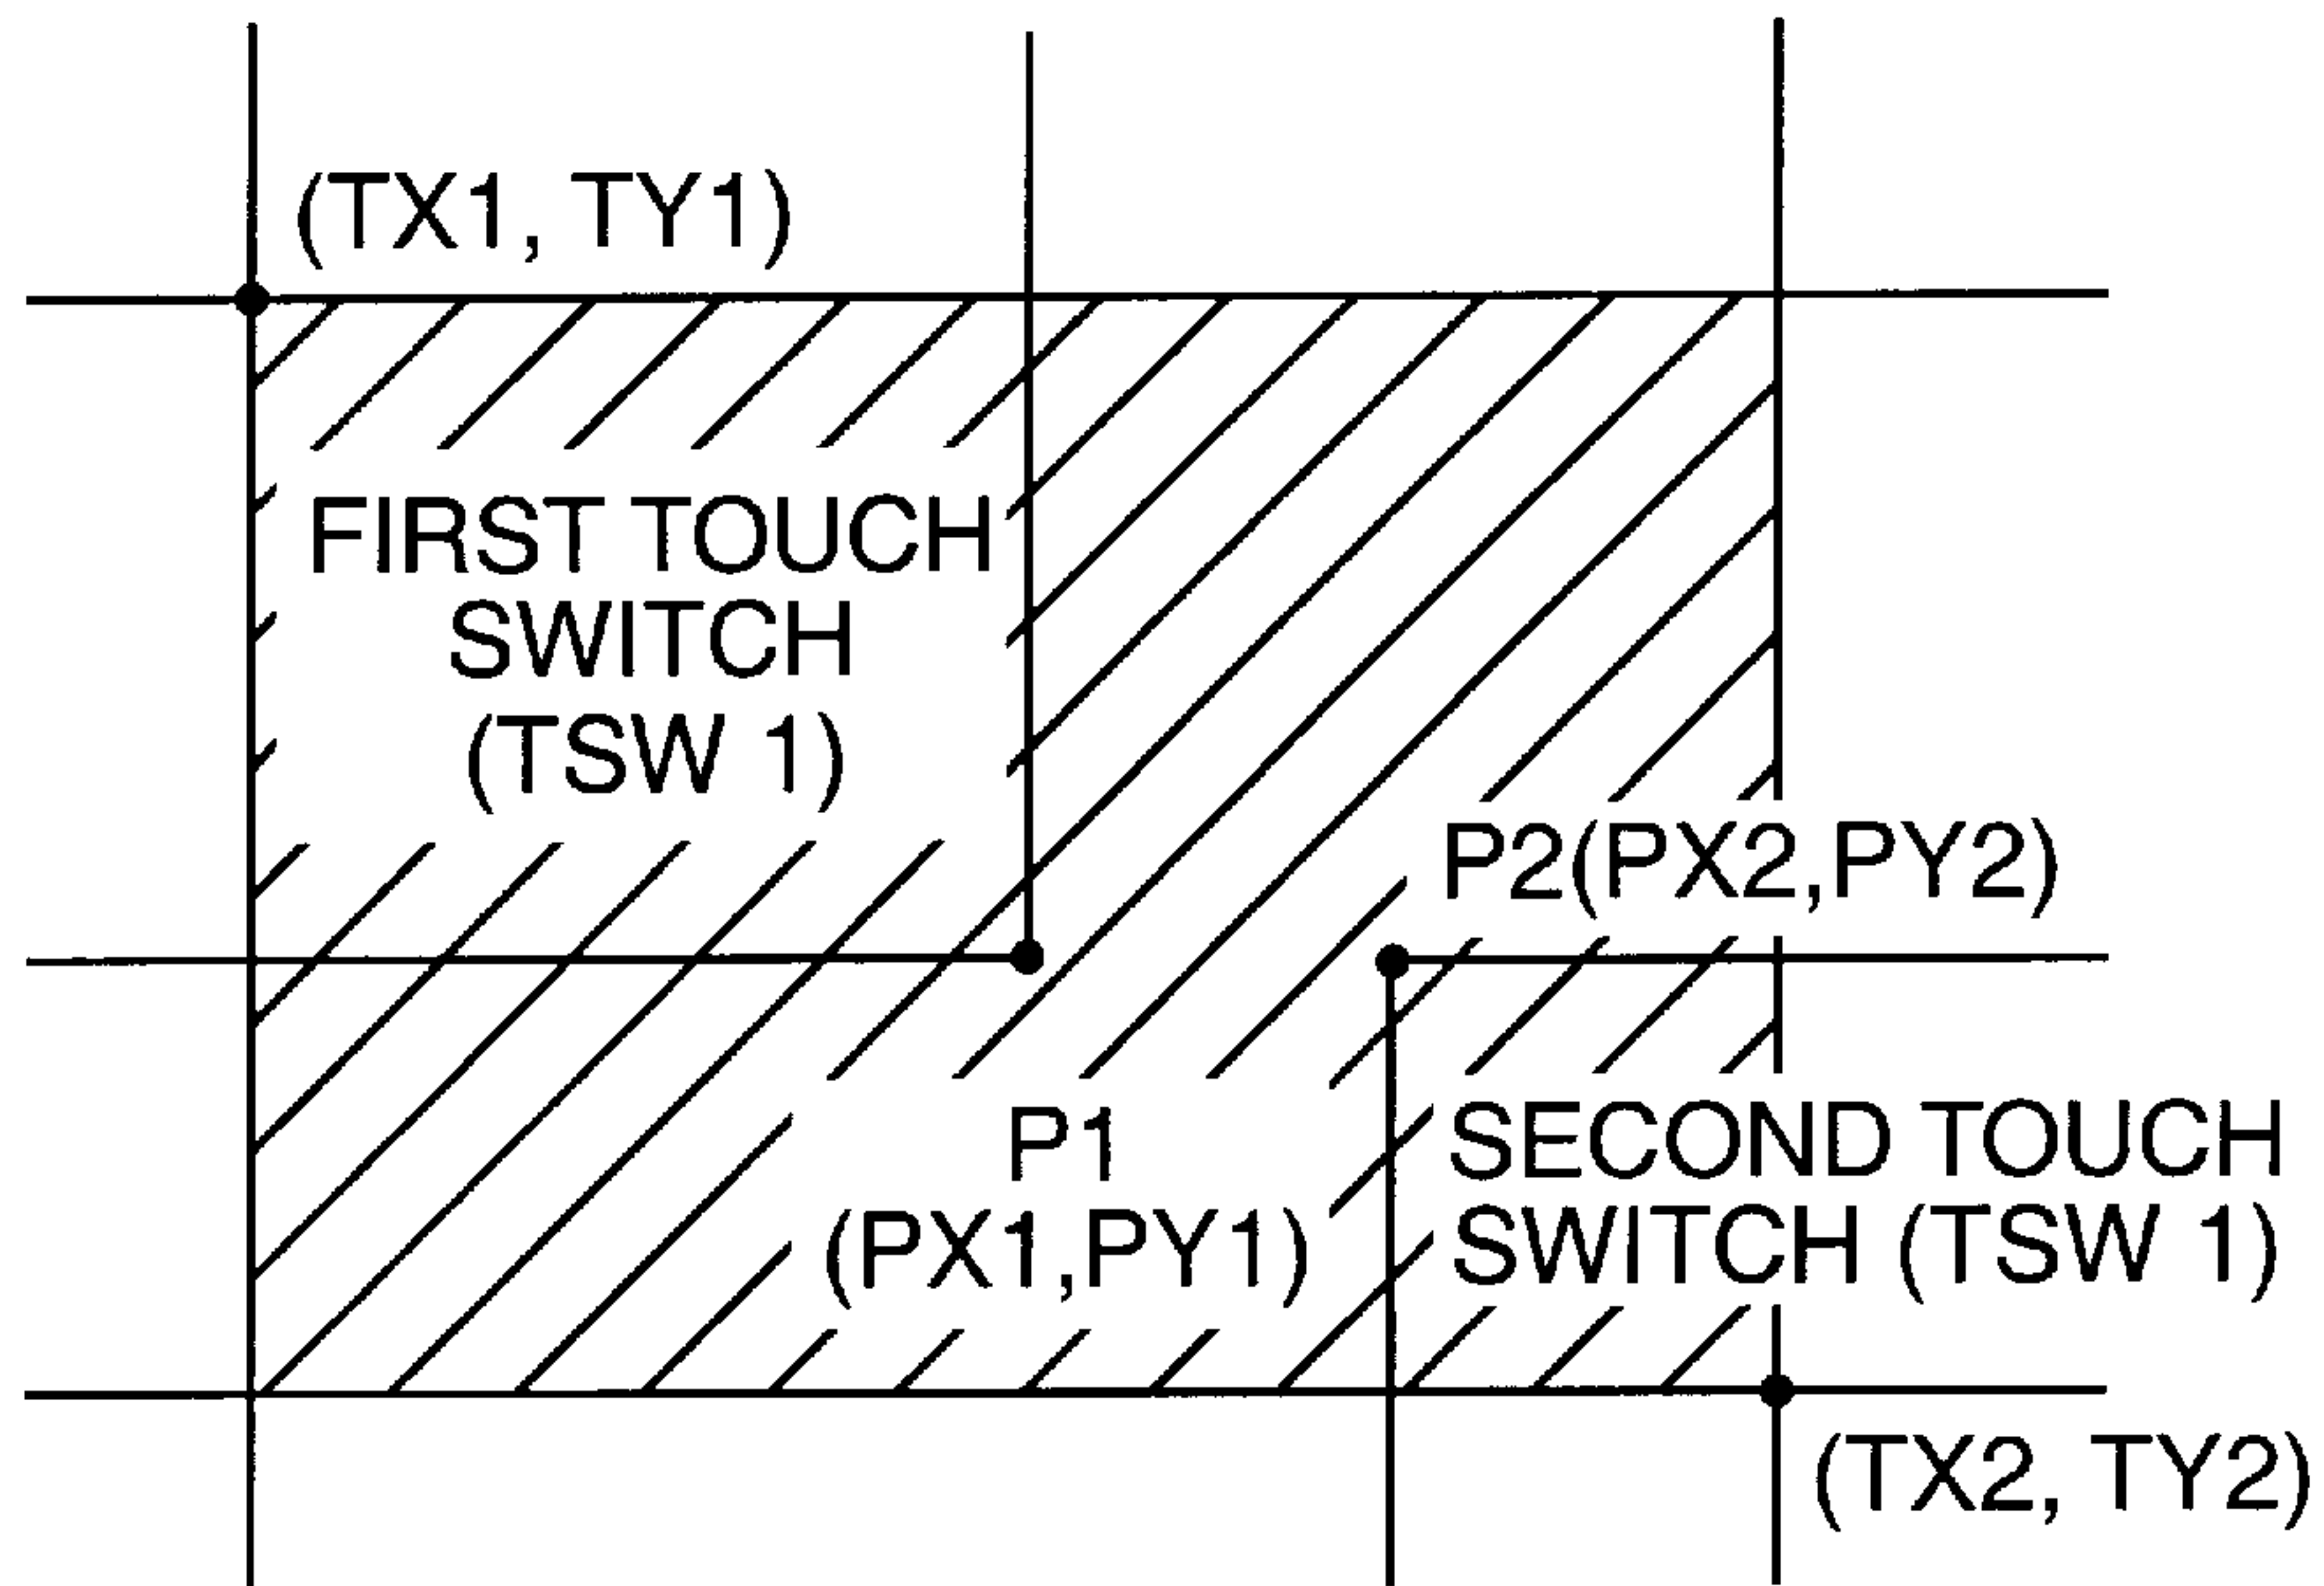 (TX1, TY1)
FIRST TOUCH
SWITCH
(TSW 1)
P2(PX2,PY2)
P1
(PX1,PY1)
SECOND TOUCH
SWITCH (TSW 1)
(TX2, TY2)